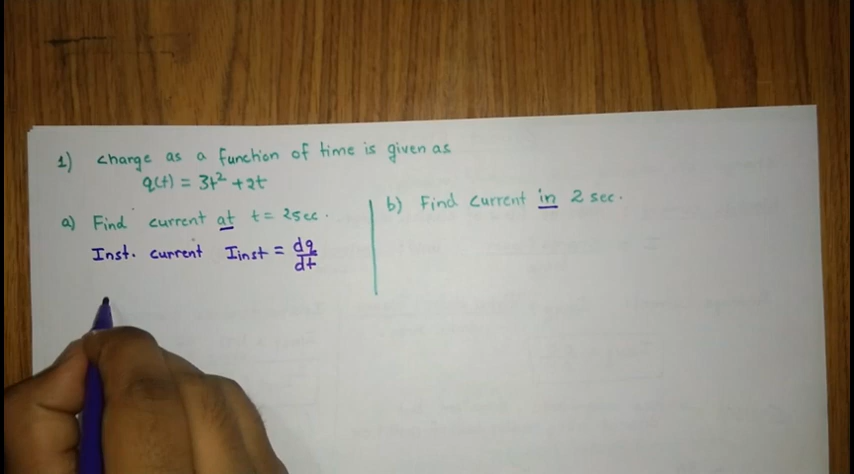 1) charge as a function of time is given as
q(t) = 3t² + 2t
a) Find current at t = 2sec.
Inst. current Iinst = dq/dt
b) Find current in 2 sec.